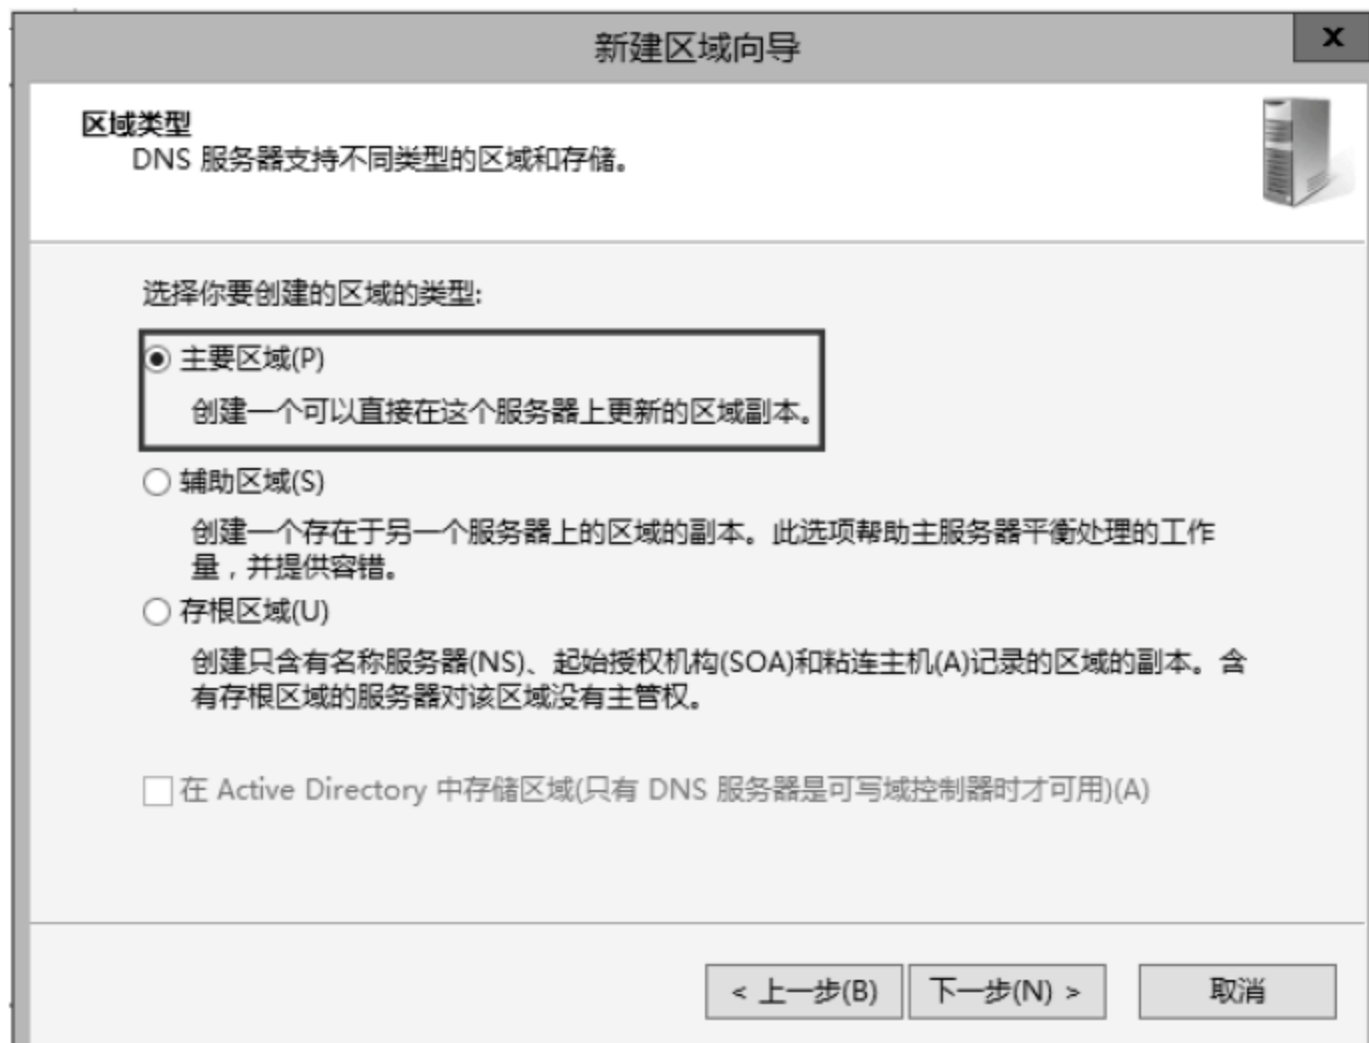 新建区域向导
x
区域类型
DNS 服务器支持不同类型的区域和存储。
选择你要创建的区域的类型:
主要区域(P)
创建一个可以直接在这个服务器上更新的区域副本。
辅助区域(S)
创建一个存在于另一个服务器上的区域的副本。此选项帮助主服务器平衡处理的工作
量，并提供容错。
存根区域(U)
创建只含有名称服务器(NS)、起始授权机构(SOA)和粘连主机(A)记录的区域的副本。含
有存根区域的服务器对该区域没有主管权。
在 Active Directory 中存储区域(只有 DNS 服务器是可写域控制器时才可用)(A)
< 上一步(B) 下一步(N) > 取消